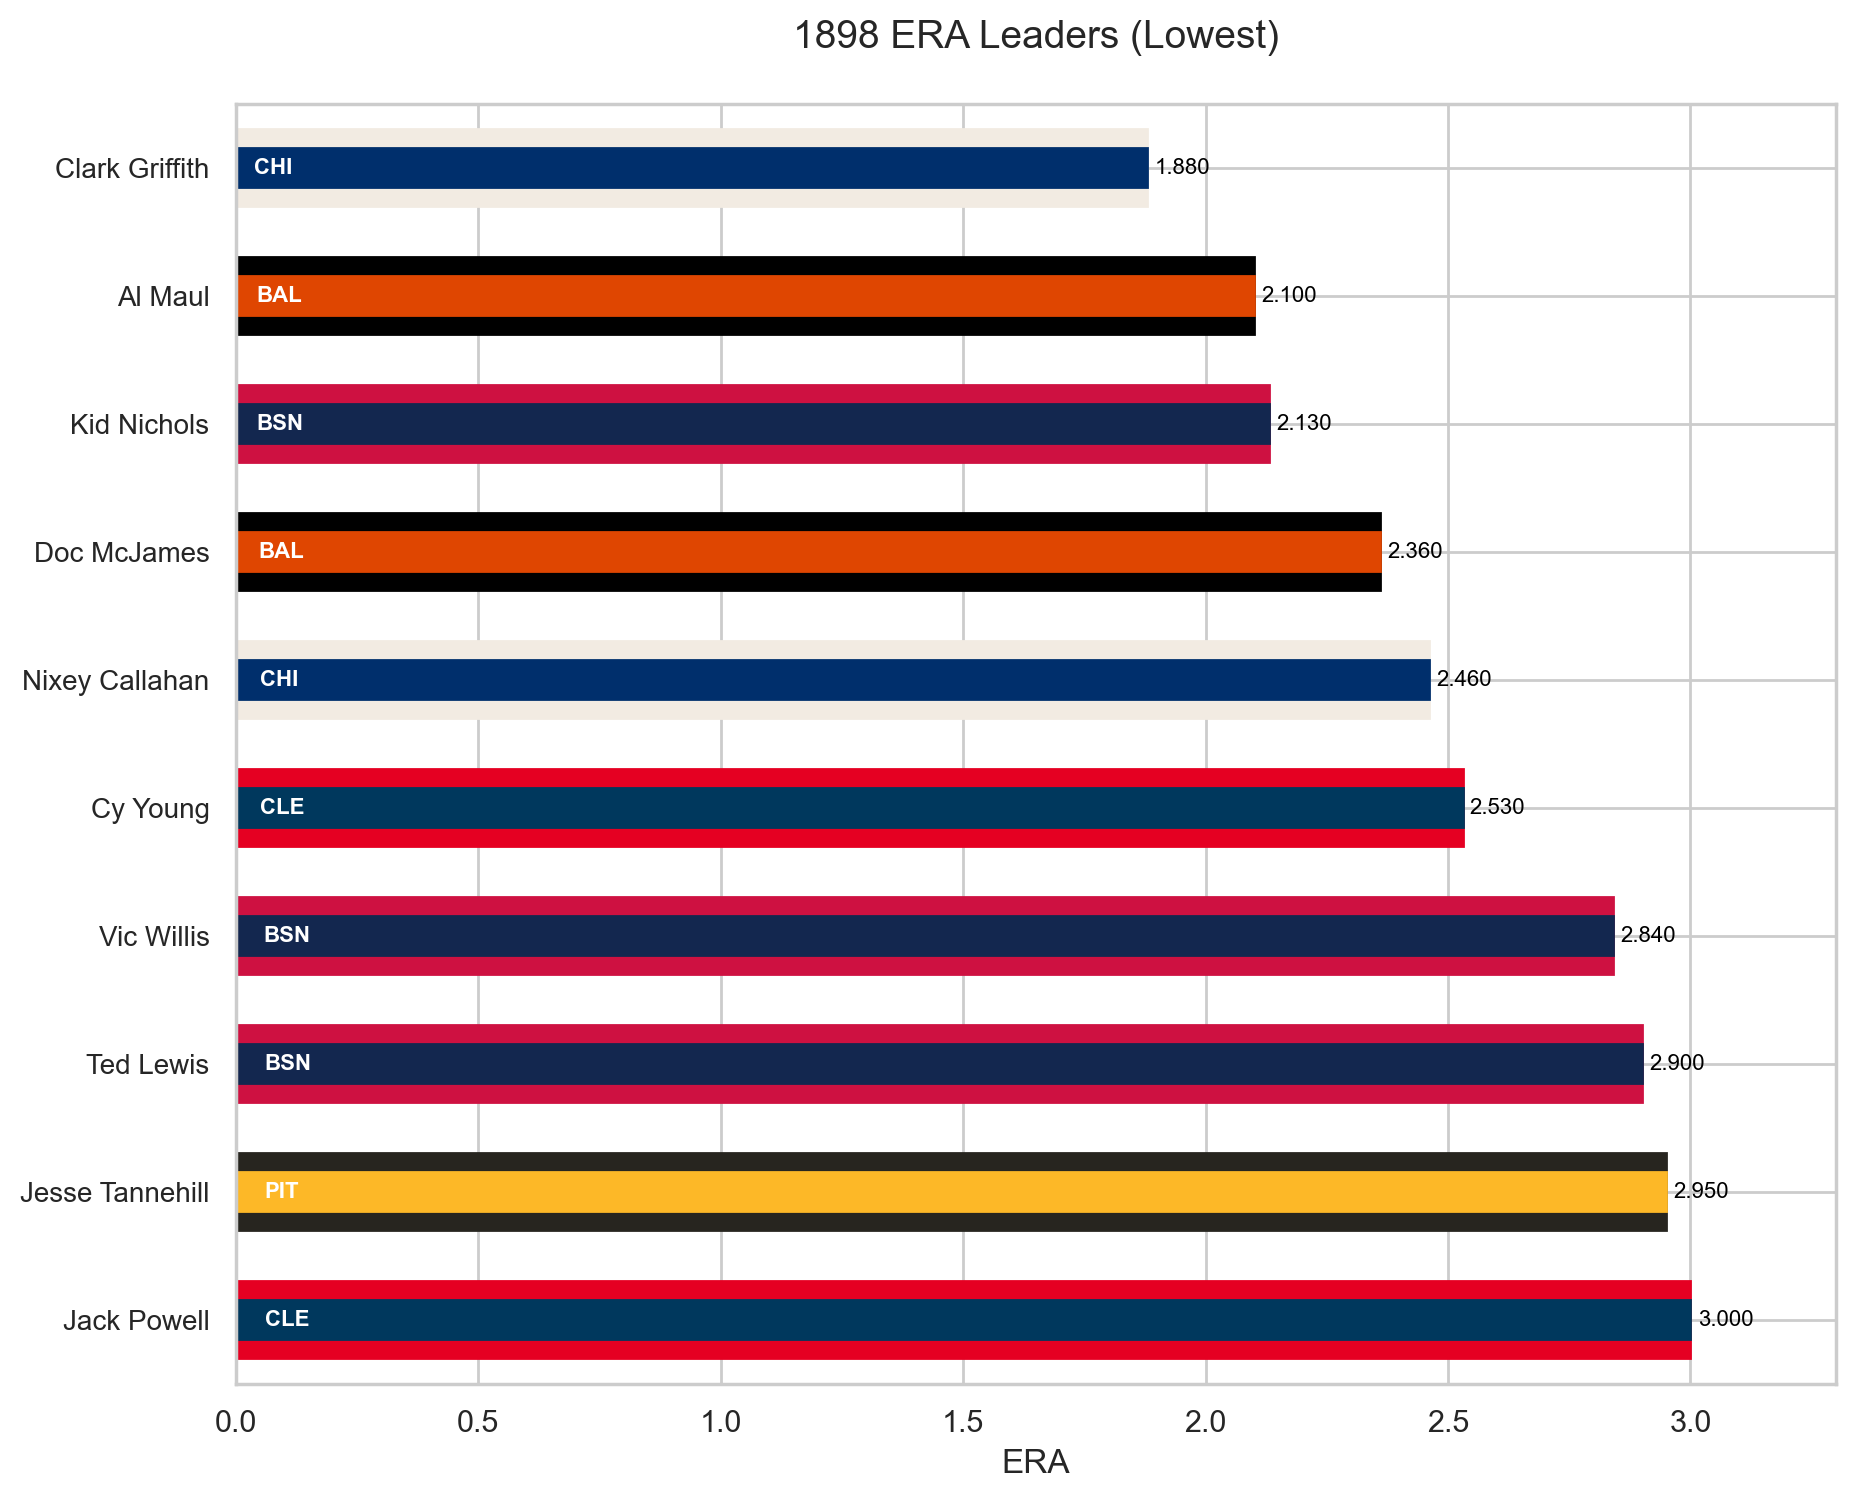 1898 ERA Leaders (Lowest)
Clark Griffith CHI 1.880
Al Maul BAL 2.100
Kid Nichols BSN 2.130
Doc McJames BAL 2.360
Nixey Callahan CHI 2.460
Cy Young CLE 2.530
Vic Willis BSN 2.840
Ted Lewis BSN 2.900
Jesse Tannehill PIT 2.950
Jack Powell CLE 3.000
0.0 0.5 1.0 1.5 2.0 2.5 3.0
ERA